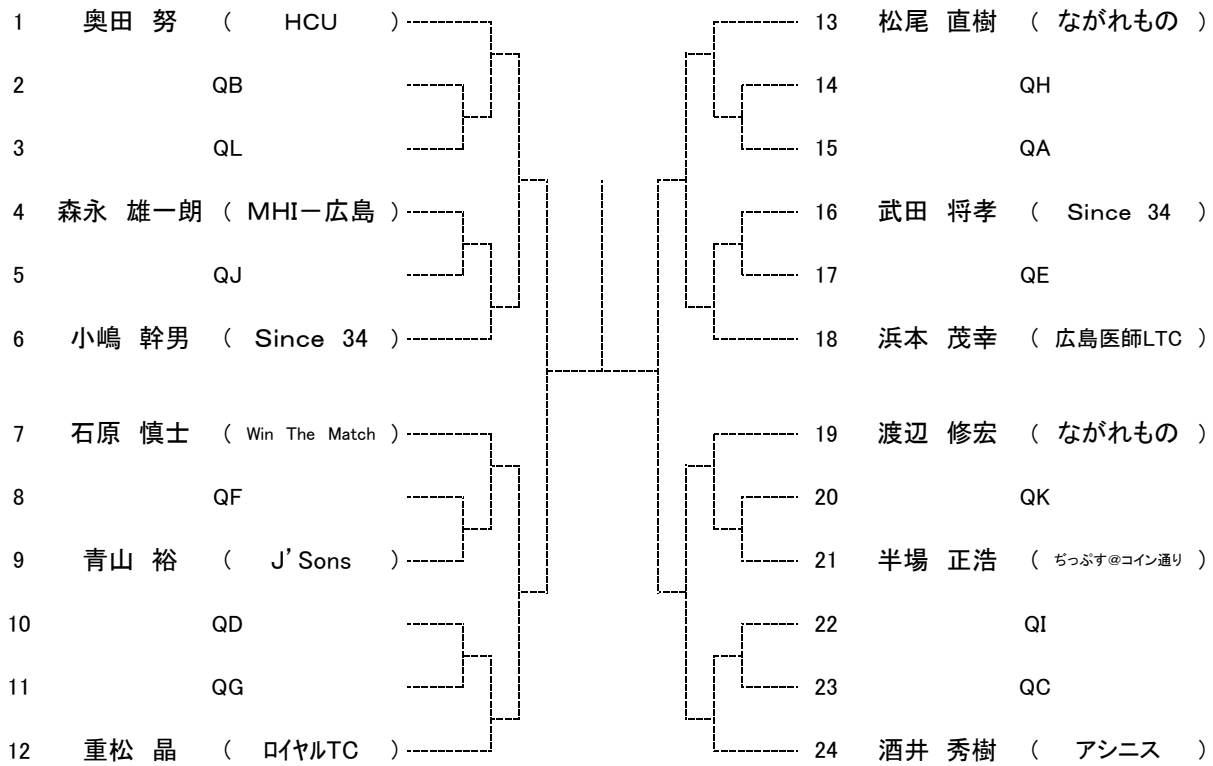 1 奥田 努 ( HCU )
2 QB
3 QL
4 森永 雄一朗 ( MHI－広島 )
5 QJ
6 小嶋 幹男 ( Since 34 )
7 石原 慎士 ( Win The Match )
8 QF
9 青山 裕 ( J’Sons )
10 QD
11 QG
12 重松 晶 ( ロイヤルTC )
13 松尾 直樹 ( ながれもの )
14 QH
15 QA
16 武田 将孝 ( Since 34 )
17 QE
18 浜本 茂幸 ( 広島医師LTC )
19 渡辺 修宏 ( ながれもの )
20 QK
21 半場 正浩 ( ぢっぷす@コイン通り )
22 QI
23 QC
24 酒井 秀樹 ( アシニス )